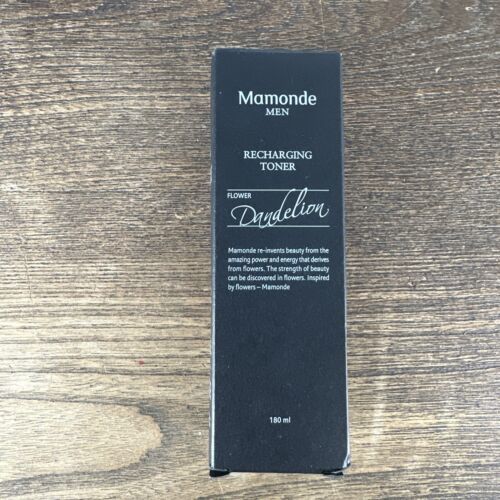 Mamonde
MEN
RECHARGING
TONER
FLOWER
Dandelion
Mamonde re-invents beauty from the
amazing power and energy that derives
from flowers. The strength of beauty
can be discovered in flowers. Inspired
by flowers – Mamonde
180 ml